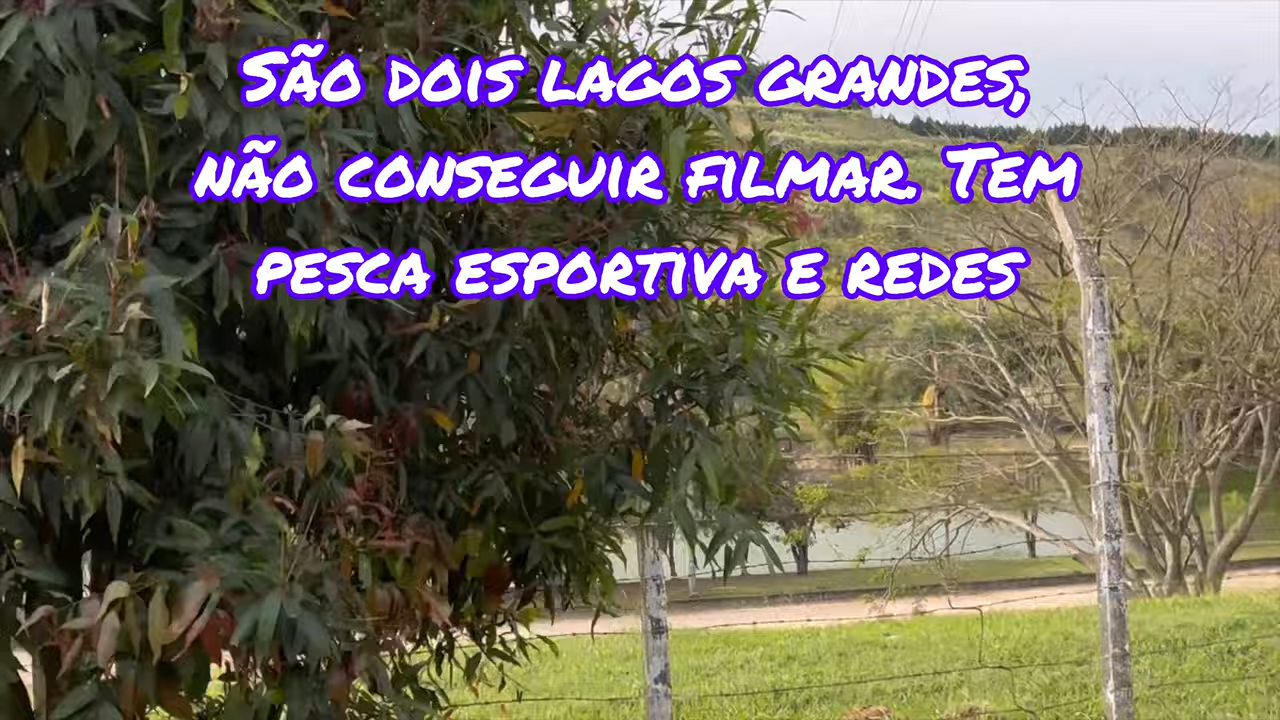 São dois lagos grandes,
não conseguir filmar. Tem
pesca esportiva e redes